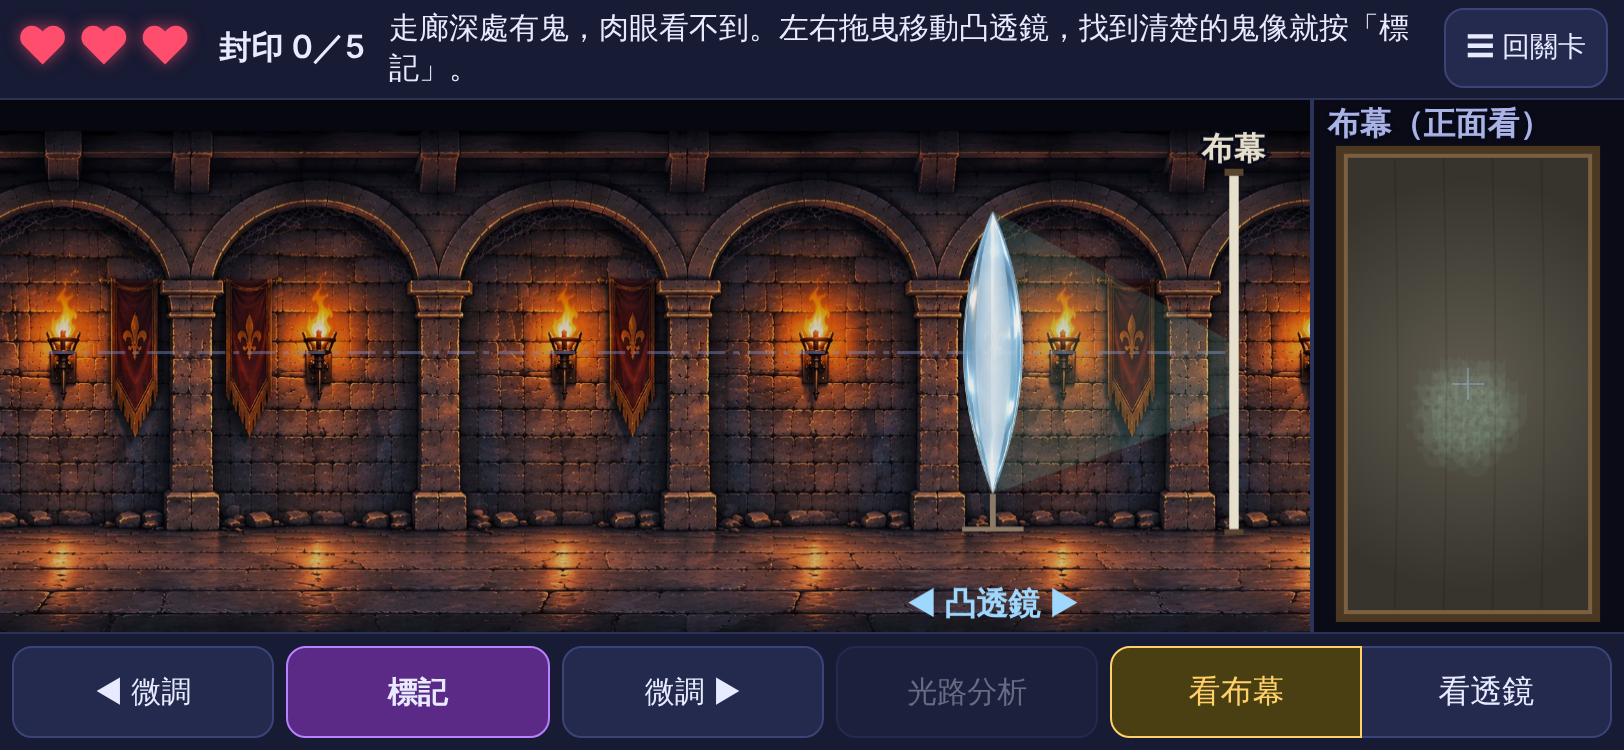 封印 0／5
走廊深處有鬼，肉眼看不到。左右拖曳移動凸透鏡，找到清楚的鬼像就按「標
記」。
☰ 回關卡
布幕
布幕（正面看）
◀ 凸透鏡 ▶
◀ 微調
標記
微調 ▶
光路分析
看布幕
看透鏡